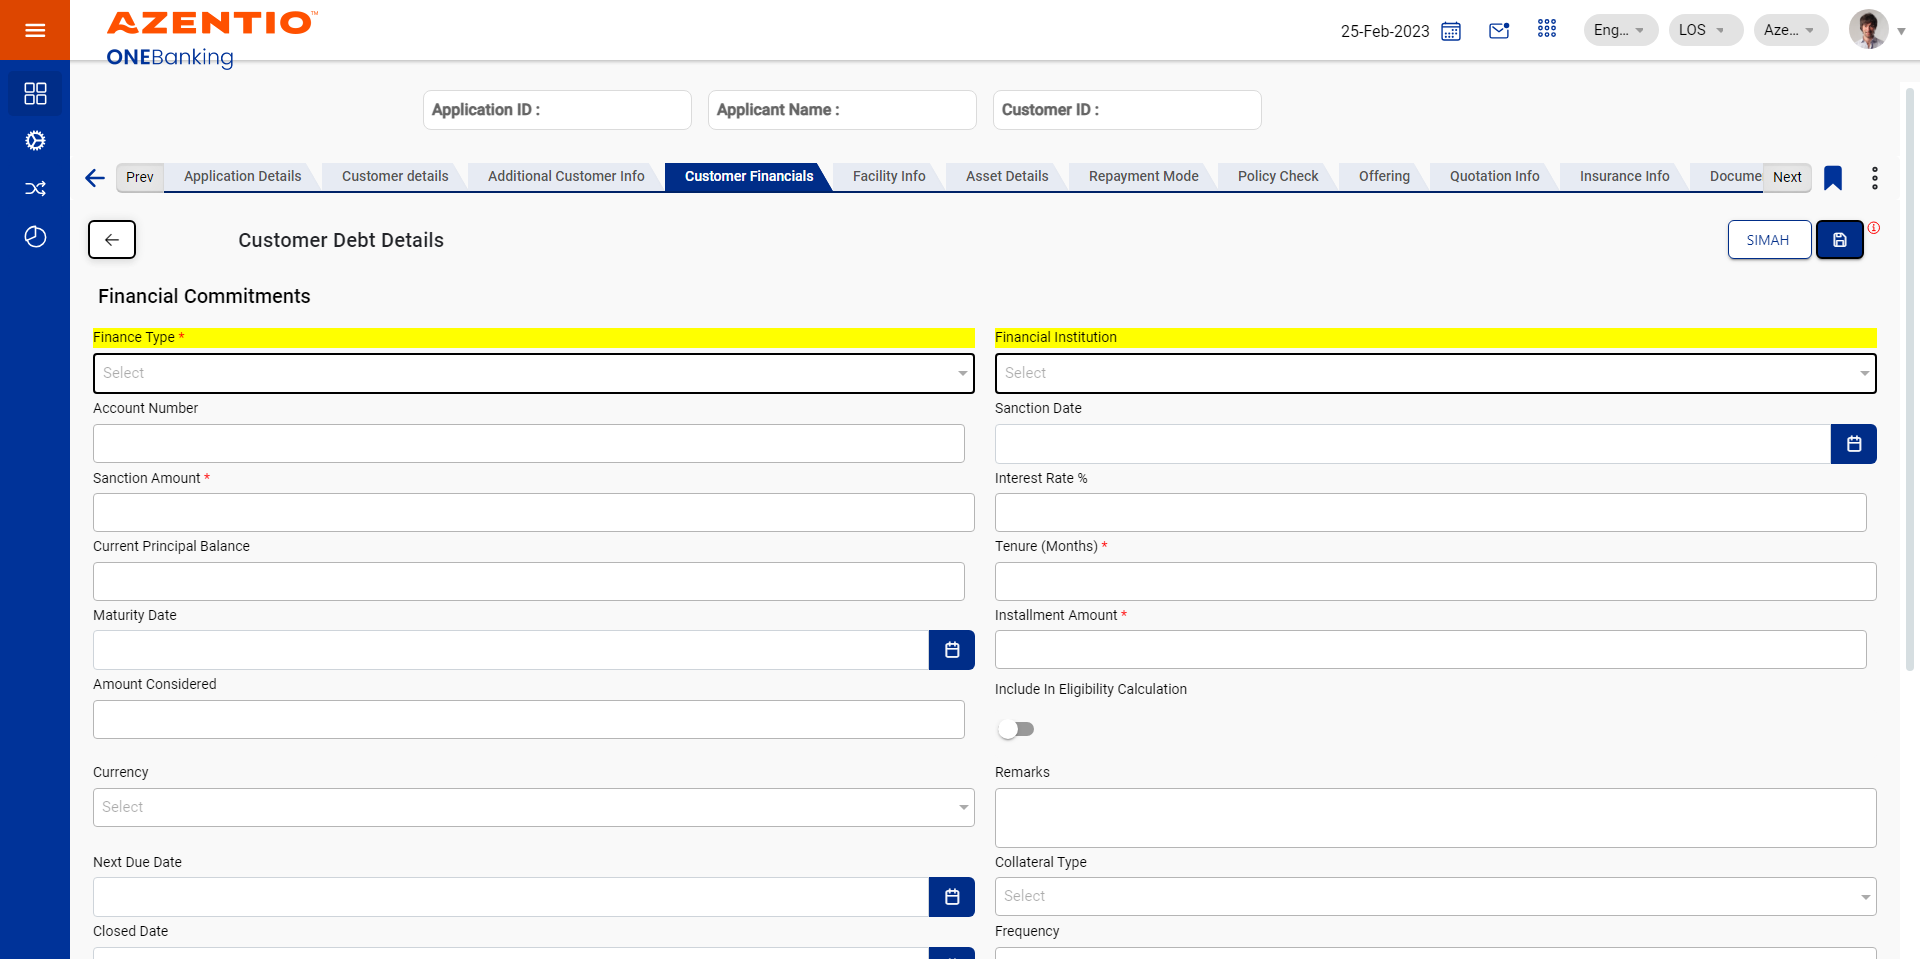 AZENTIO™
ONEBanking
25-Feb-2023
Eng...
LOS
Aze...
Application ID :
Applicant Name :
Customer ID :
Prev
Application Details
Customer details
Additional Customer Info
Customer Financials
Facility Info
Asset Details
Repayment Mode
Policy Check
Offering
Quotation Info
Insurance Info
Docume
Next
Customer Debt Details
SIMAH
Financial Commitments
Finance Type *
Financial Institution
Select
Select
Account Number
Sanction Date
Sanction Amount *
Interest Rate %
Current Principal Balance
Tenure (Months) *
Maturity Date
Installment Amount *
Amount Considered
Include In Eligibility Calculation
Currency
Remarks
Select
Next Due Date
Collateral Type
Select
Closed Date
Frequency